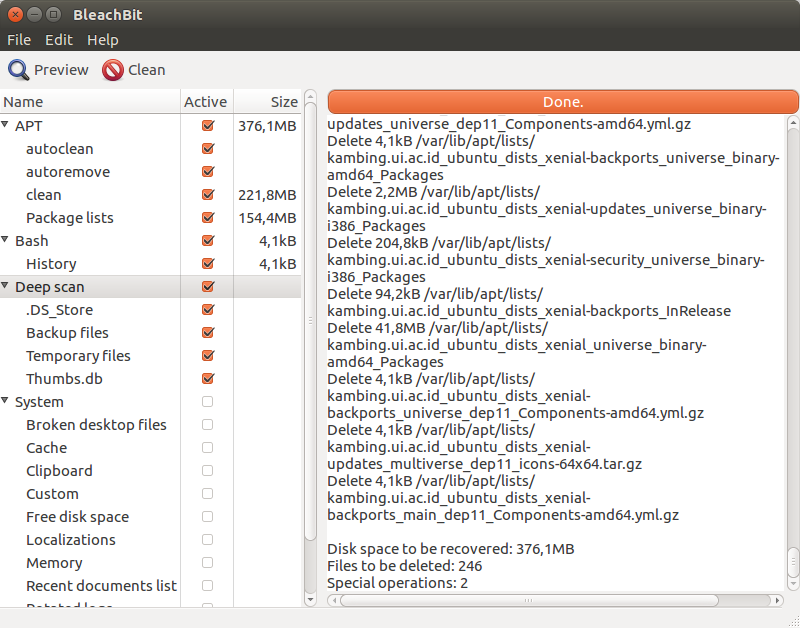 BleachBit
File Edit Help
Preview Clean
Name Active Size
APT 376,1MB
autoclean
autoremove
clean 221,8MB
Package lists 154,4MB
Bash 4,1kB
History 4,1kB
Deep scan
.DS_Store
Backup files
Temporary files
Thumbs.db
System
Broken desktop files
Cache
Clipboard
Custom
Free disk space
Localizations
Memory
Recent documents list
Done.
updates_universe_dep11_Components-amd64.yml.gz
Delete 4,1kB /var/lib/apt/lists/
kambing.ui.ac.id_ubuntu_dists_xenial-backports_universe_binary-
amd64_Packages
Delete 2,2MB /var/lib/apt/lists/
kambing.ui.ac.id_ubuntu_dists_xenial-updates_universe_binary-
i386_Packages
Delete 204,8kB /var/lib/apt/lists/
kambing.ui.ac.id_ubuntu_dists_xenial-security_universe_binary-
i386_Packages
Delete 94,2kB /var/lib/apt/lists/
kambing.ui.ac.id_ubuntu_dists_xenial-backports_InRelease
Delete 41,8MB /var/lib/apt/lists/
kambing.ui.ac.id_ubuntu_dists_xenial_universe_binary-
amd64_Packages
Delete 4,1kB /var/lib/apt/lists/
kambing.ui.ac.id_ubuntu_dists_xenial-
backports_universe_dep11_Components-amd64.yml.gz
Delete 4,1kB /var/lib/apt/lists/
kambing.ui.ac.id_ubuntu_dists_xenial-
updates_multiverse_dep11_icons-64x64.tar.gz
Delete 4,1kB /var/lib/apt/lists/
kambing.ui.ac.id_ubuntu_dists_xenial-
backports_main_dep11_Components-amd64.yml.gz
Disk space to be recovered: 376,1MB
Files to be deleted: 246
Special operations: 2